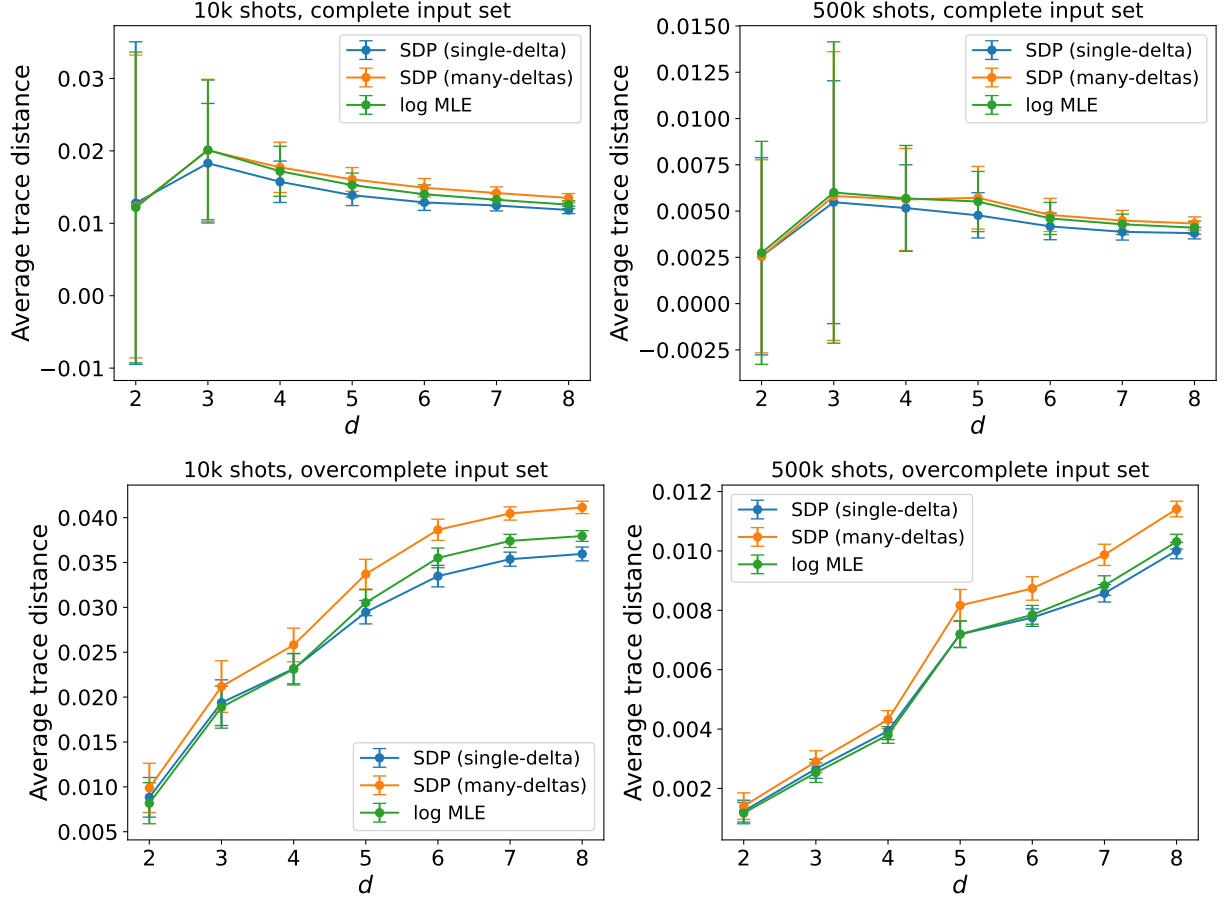 10k shots, complete input set
Average trace distance
0.03
0.02
0.01
0.00
−0.01
2 3 4 5 6 7 8
d
SDP (single-delta)
SDP (many-deltas)
log MLE
500k shots, complete input set
Average trace distance
0.0150
0.0125
0.0100
0.0075
0.0050
0.0025
0.0000
−0.0025
2 3 4 5 6 7 8
d
SDP (single-delta)
SDP (many-deltas)
log MLE
10k shots, overcomplete input set
Average trace distance
0.040
0.035
0.030
0.025
0.020
0.015
0.010
0.005
2 3 4 5 6 7 8
d
SDP (single-delta)
SDP (many-deltas)
log MLE
500k shots, overcomplete input set
Average trace distance
0.012
0.010
0.008
0.006
0.004
0.002
2 3 4 5 6 7 8
d
SDP (single-delta)
SDP (many-deltas)
log MLE